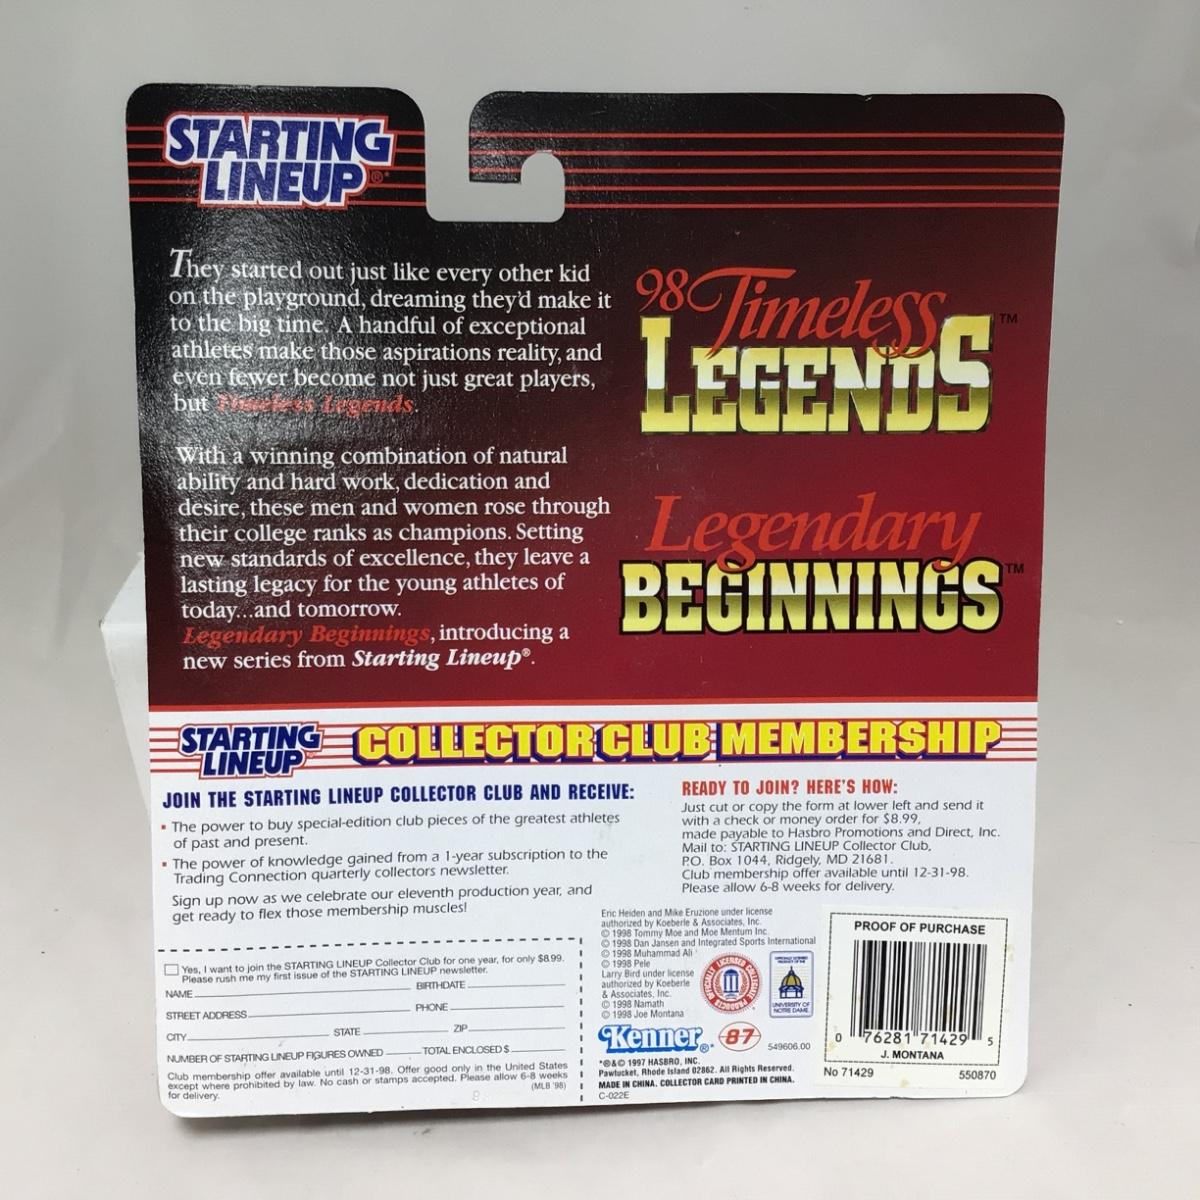 STARTING
LINEUP®*
They started out just like every other kid
on the playground, dreaming they'd make it
to the big time. A handful of exceptional
athletes make those aspirations reality, and
even fewer become not just great players,
but Timeless Legends.
With a winning combination of natural
ability and hard work, dedication and
desire, these men and women rose through
their college ranks as champions. Setting
new standards of excellence, they leave a
lasting legacy for the young athletes of
today...and tomorrow.
Legendary Beginnings, introducing a
new series from Starting Lineup®.
98 Timeless
LEGENDS™
Legendary
BEGINNINGS™
STARTING
LINEUP
COLLECTOR CLUB MEMBERSHIP
JOIN THE STARTING LINEUP COLLECTOR CLUB AND RECEIVE:
▪ The power to buy special-edition club pieces of the greatest athletes
of past and present.
▪ The power of knowledge gained from a 1-year subscription to the
Trading Connection quarterly collectors newsletter.
Sign up now as we celebrate our eleventh production year, and
get ready to flex those membership muscles!
READY TO JOIN? HERE'S HOW:
Just cut or copy the form at lower left and send it
with a check or money order for $8.99,
made payable to Hasbro Promotions and Direct, Inc.
Mail to: STARTING LINEUP Collector Club,
P.O. Box 1044, Ridgely, MD 21681.
Club membership offer available until 12-31-98.
Please allow 6-8 weeks for delivery.
Yes, I want to join the STARTING LINEUP Collector Club for one year, for only $8.99.
Please rush me my first issue of the STARTING LINEUP newsletter.
NAME BIRTHDATE
STREET ADDRESS PHONE
CITY STATE ZIP
NUMBER OF STARTING LINEUP FIGURES OWNED TOTAL ENCLOSED $
Club membership offer available until 12-31-98. Offer good only in the United States
except where prohibited by law. No cash or stamps accepted. Please allow 6-8 weeks
for delivery. (MLB '98)
Eric Heiden and Mike Eruzione under license
authorized by Koeberle & Associates, Inc.
© 1998 Tommy Moe and Moe Mentum Inc.
© 1998 Dan Jansen and Integrated Sports International
© 1998 Muhammad Ali
© 1998 Pele
Larry Bird under license
authorized by Koeberle
& Associates, Inc.
© 1998 Namath
© 1998 Joe Montana
OFFICIALLY LICENSED COLLEGIATE PRODUCTS
OFFICIALLY LICENSED
PRODUCT OF THE
UNIVERSITY OF
NOTRE DAME
Kenner®*
87
549606.00
*®&© 1997 HASBRO, INC.
Pawtucket, Rhode Island 02862. All Rights Reserved.
MADE IN CHINA. COLLECTOR CARD PRINTED IN CHINA.
C-022E
PROOF OF PURCHASE
0 76281 71429 5
J. MONTANA
No 71429 550870